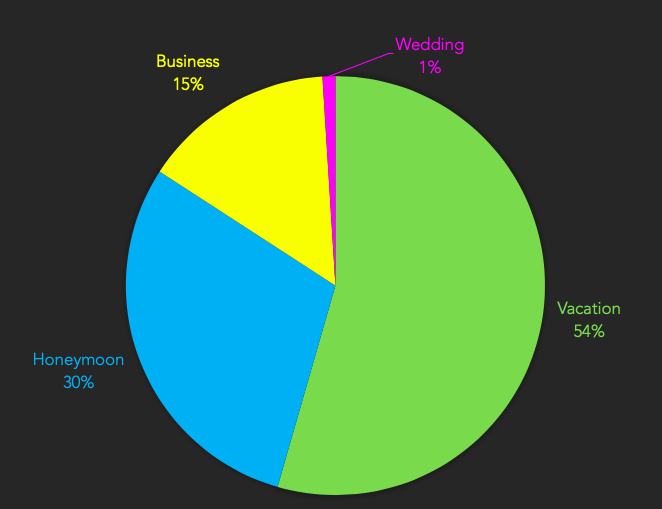 Wedding
1%
Business
15%
Vacation
54%
Honeymoon
30%